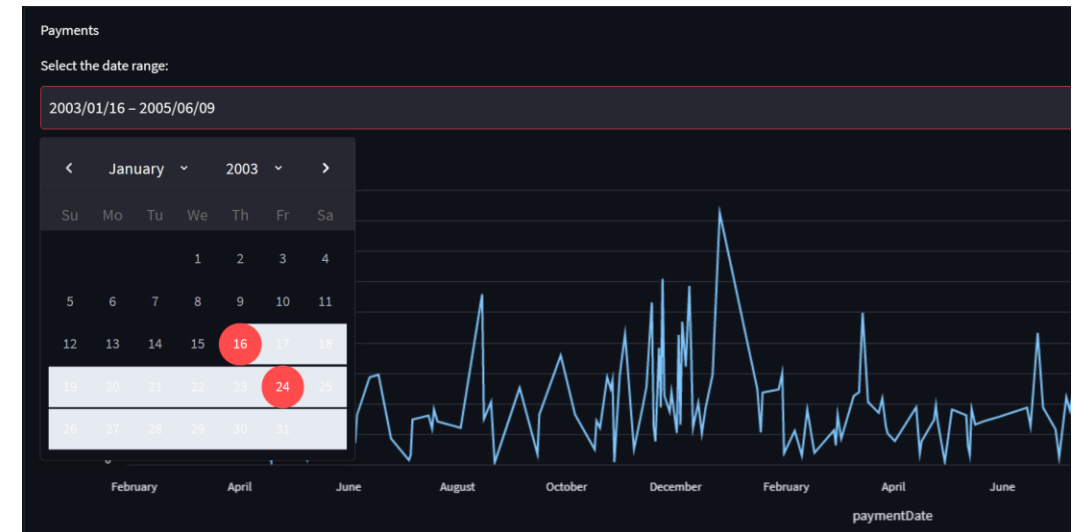 Payments
Select the date range:
2003/01/16 – 2005/06/09
January 2003
Su Mo Tu We Th Fr Sa
1 2 3 4
5 6 7 8 9 10 11
12 13 14 15 16 17 18
19 20 21 22 23 24 25
26 27 28 29 30 31
February April June August October December February April June
paymentDate